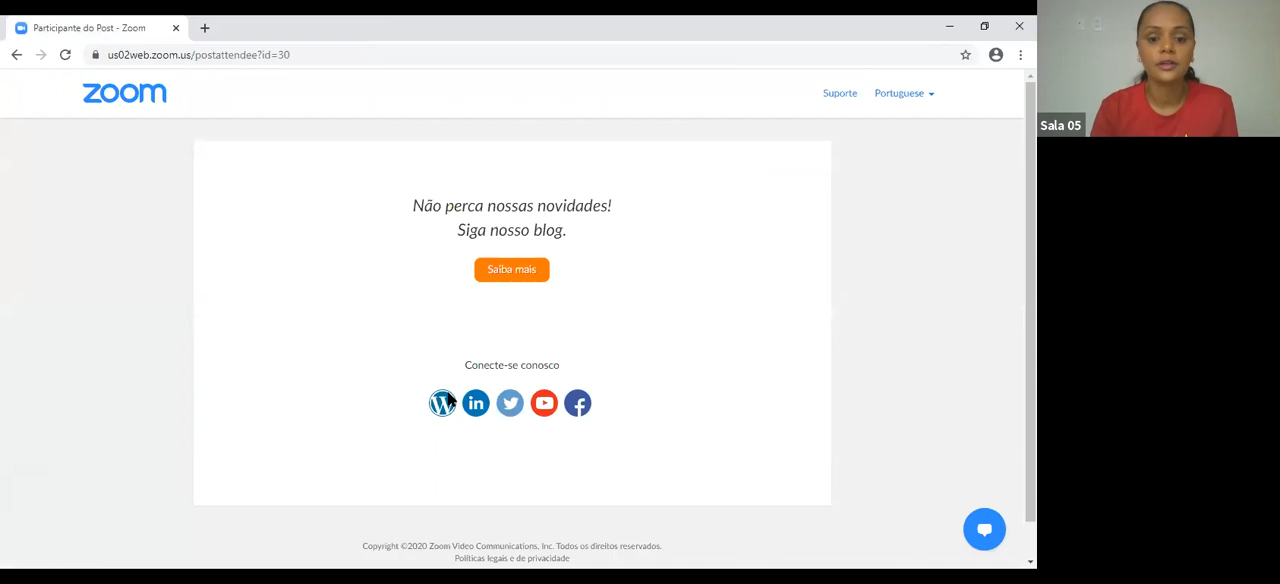 Participante do Post - Zoom
us02web.zoom.us/postattendee?id=30
zoom
Suporte
Portuguese
Não perca nossas novidades!
Siga nosso blog.
Saiba mais
Conecte-se conosco
Copyright ©2020 Zoom Video Communications, Inc. Todos os direitos reservados.
Políticas legais e de privacidade
Sala 05